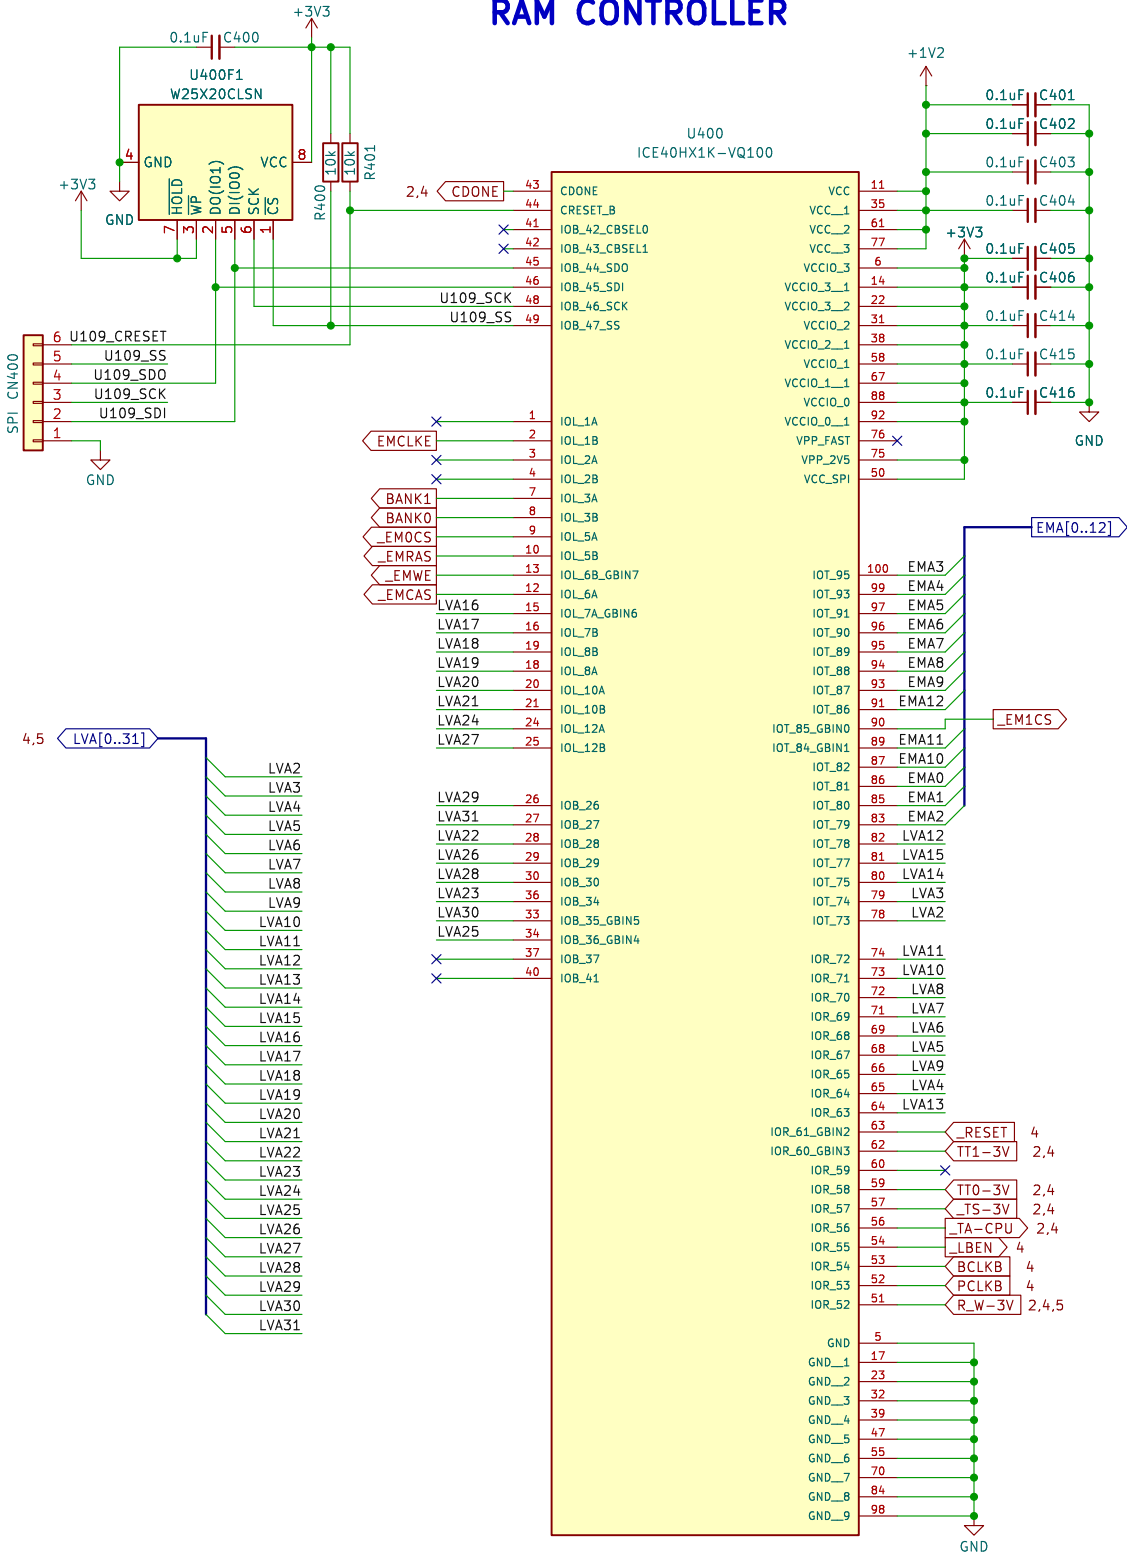 RAM CONTROLLER
+3V3
0.1uF C400
U400F1
W25X20CLSN
4 GND
VCC 8
HOLD
WP
DO(IO1)
DI(IO0)
SCK
CS
7 3 2 5 6 1
+3V3
GND
10k
R400
10k
R401
SPI CN400
6 U109_CRESET
5 U109_SS
4 U109_SDO
3 U109_SCK
2 U109_SDI
1
GND
U109_SCK
U109_SS
U400
ICE40HX1K-VQ100
2,4 CDONE 43 CDONE
44 CRESET_B
41 IOB_42_CBSEL0
42 IOB_43_CBSEL1
45 IOB_44_SDO
46 IOB_45_SDI
48 IOB_46_SCK
49 IOB_47_SS
1 IOL_1A
EMCLKE 2 IOL_1B
3 IOL_2A
4 IOL_2B
BANK1 7 IOL_3A
BANK0 8 IOL_3B
_EM0CS 9 IOL_5A
_EMRAS 10 IOL_5B
_EMWE 13 IOL_6B_GBIN7
_EMCAS 12 IOL_6A
LVA16 15 IOL_7A_GBIN6
LVA17 16 IOL_7B
LVA18 19 IOL_8B
LVA19 18 IOL_8A
LVA20 20 IOL_10A
LVA21 21 IOL_10B
LVA24 24 IOL_12A
LVA27 25 IOL_12B
LVA29 26 IOB_26
LVA31 27 IOB_27
LVA22 28 IOB_28
LVA26 29 IOB_29
LVA28 30 IOB_30
LVA23 36 IOB_34
LVA30 33 IOB_35_GBIN5
LVA25 34 IOB_36_GBIN4
37 IOB_37
40 IOB_41
+1V2
VCC 11
VCC__1 35
VCC__2 61
VCC__3 77
+3V3
VCCIO_3 6
VCCIO_3__1 14
VCCIO_3__2 22
VCCIO_2 31
VCCIO_2__1 38
VCCIO_1 58
VCCIO_1__1 67
VCCIO_0 88
VCCIO_0__1 92
VPP_FAST 76
VPP_2V5 75
VCC_SPI 50
0.1uF C401
0.1uF C402
0.1uF C403
0.1uF C404
0.1uF C405
0.1uF C406
0.1uF C414
0.1uF C415
0.1uF C416
GND
EMA[0..12]
IOT_95 100 EMA3
IOT_93 99 EMA4
IOT_91 97 EMA5
IOT_90 96 EMA6
IOT_89 95 EMA7
IOT_88 94 EMA8
IOT_87 93 EMA9
IOT_86 91 EMA12
IOT_85_GBIN0 90 _EM1CS
IOT_84_GBIN1 89 EMA11
IOT_82 87 EMA10
IOT_81 86 EMA0
IOT_80 85 EMA1
IOT_79 83 EMA2
IOT_78 82 LVA12
IOT_77 81 LVA15
IOT_75 80 LVA14
IOT_74 79 LVA3
IOT_73 78 LVA2
IOR_72 74 LVA11
IOR_71 73 LVA10
IOR_70 72 LVA8
IOR_69 71 LVA7
IOR_68 69 LVA6
IOR_67 68 LVA5
IOR_65 66 LVA9
IOR_64 65 LVA4
IOR_63 64 LVA13
IOR_61_GBIN2 63 _RESET 4
IOR_60_GBIN3 62 TT1-3V 2,4
IOR_59 60
IOR_58 59 TT0-3V 2,4
IOR_57 57 _TS-3V 2,4
IOR_56 56 _TA-CPU 2,4
IOR_55 54 _LBEN 4
IOR_54 53 BCLKB 4
IOR_53 52 PCLKB 4
IOR_52 51 R_W-3V 2,4,5
GND 5
GND__1 17
GND__2 23
GND__3 32
GND__4 39
GND__5 47
GND__6 55
GND__7 70
GND__8 84
GND__9 98
GND
4,5 LVA[0..31]
LVA2
LVA3
LVA4
LVA5
LVA6
LVA7
LVA8
LVA9
LVA10
LVA11
LVA12
LVA13
LVA14
LVA15
LVA16
LVA17
LVA18
LVA19
LVA20
LVA21
LVA22
LVA23
LVA24
LVA25
LVA26
LVA27
LVA28
LVA29
LVA30
LVA31